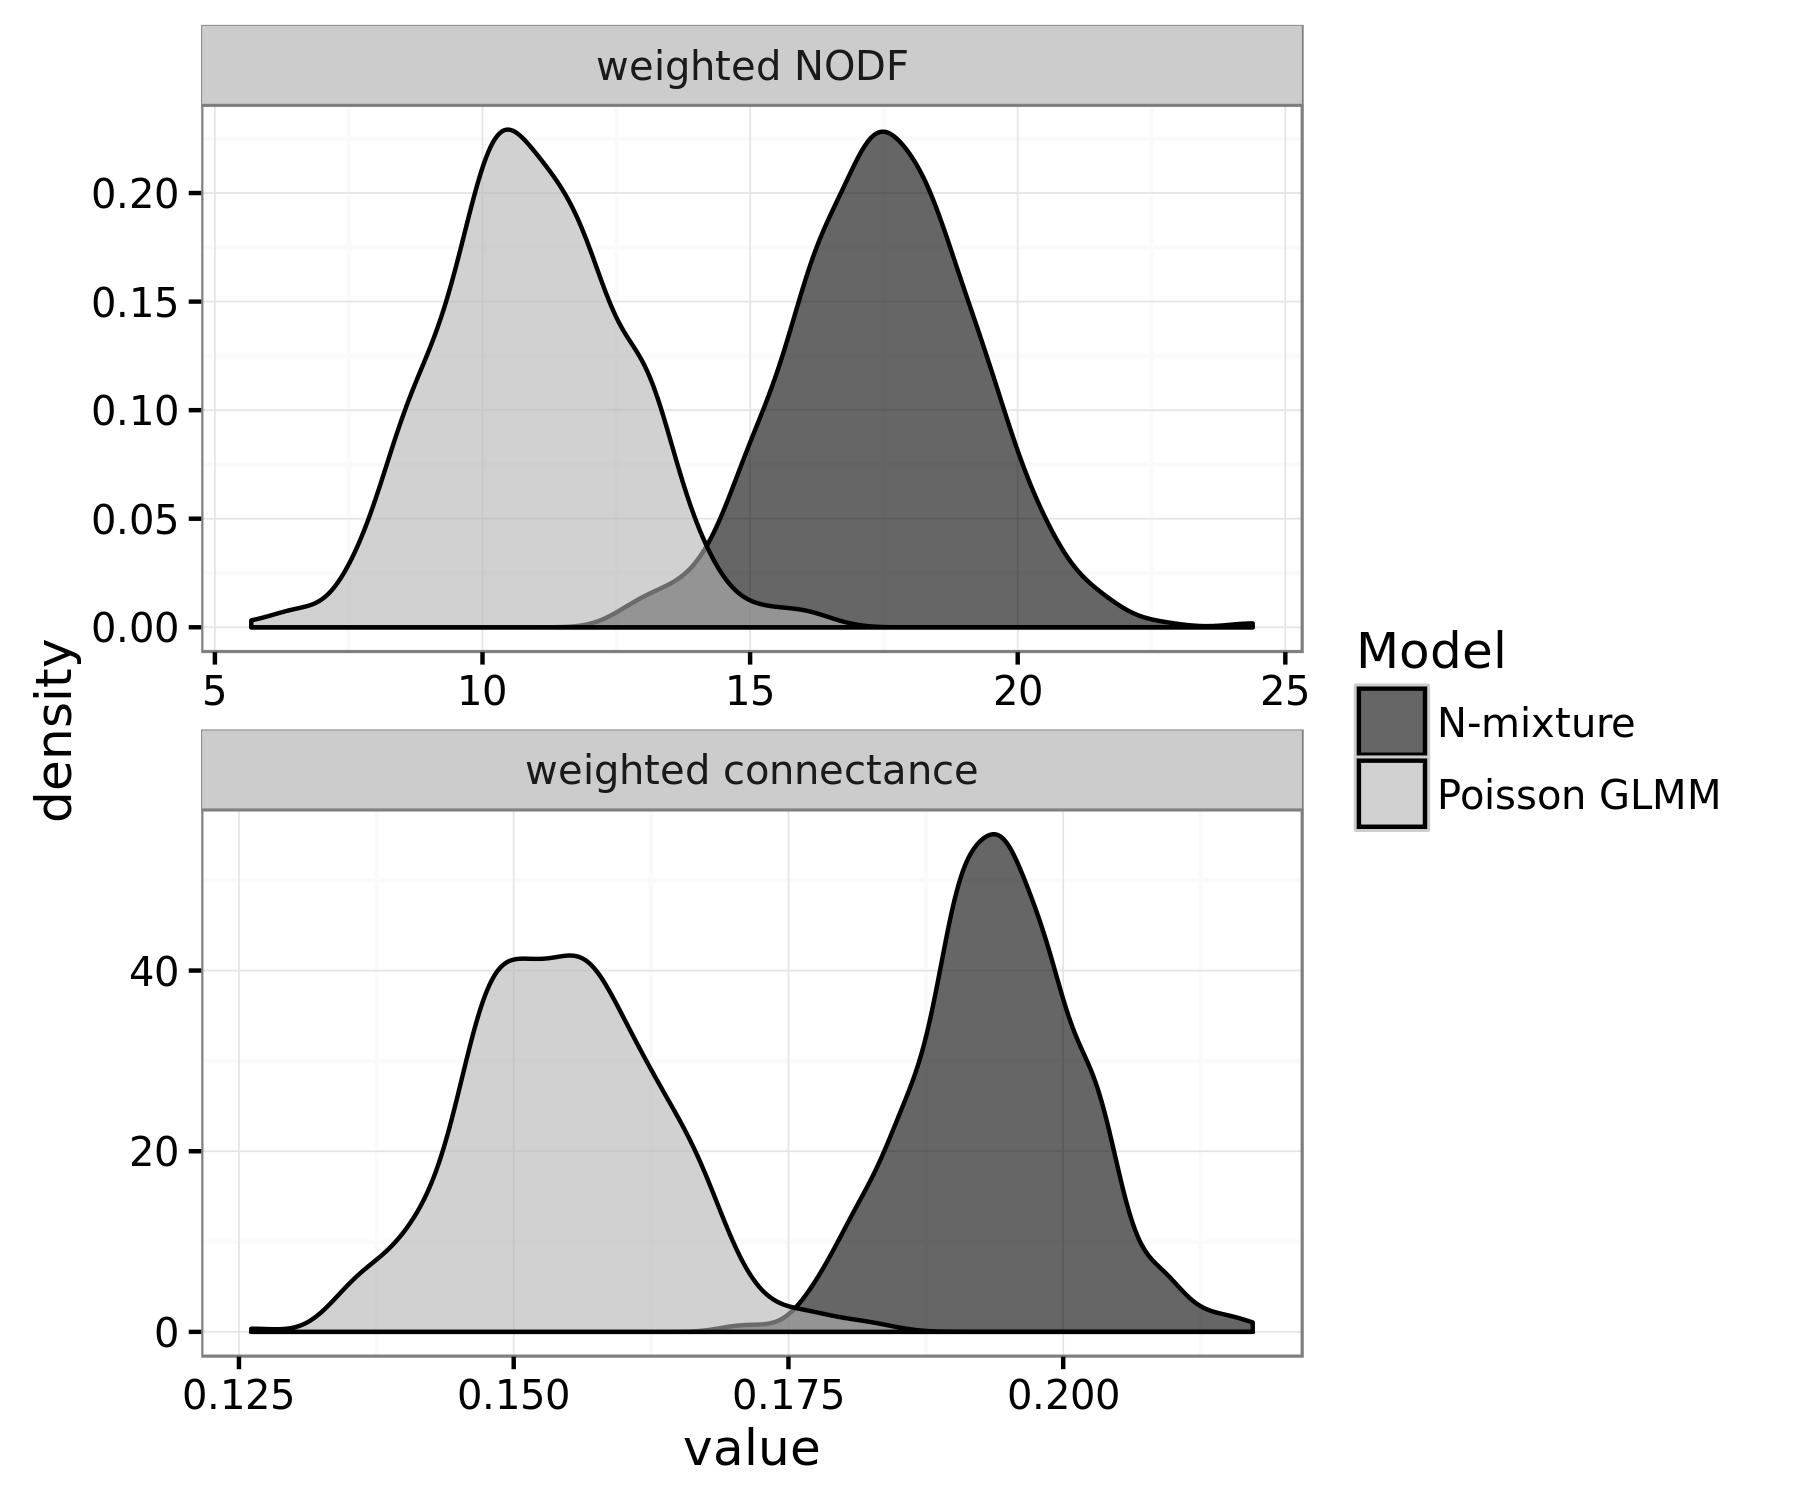 weighted NODF
0.20
0.15
0.10
0.05
0.00
5 10 15 20 25
weighted connectance
40
20
0
0.125 0.150 0.175 0.200
value
density
Model
N-mixture
Poisson GLMM